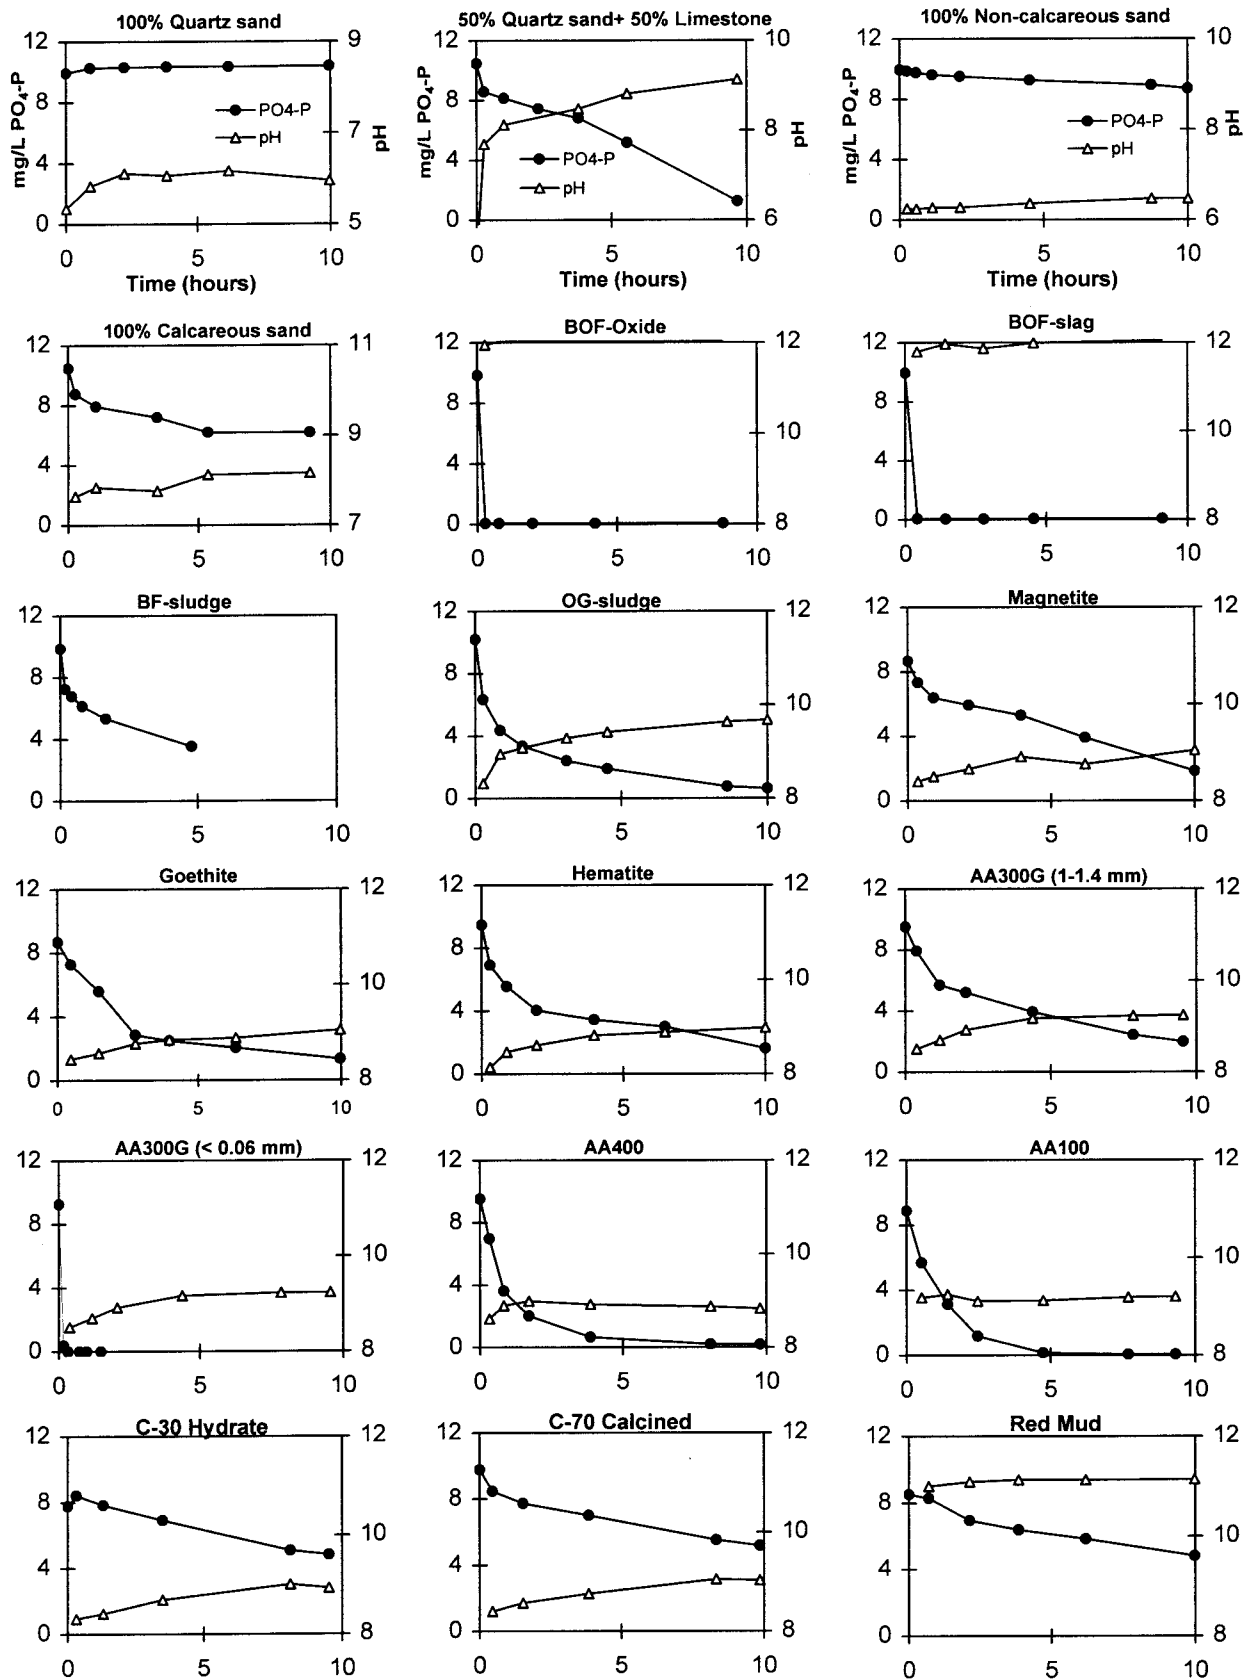 100% Quartz sand
12
8
4
0
mg/L PO₄-P
9
7
5
pH
PO4-P
pH
0 5 10
Time (hours)
50% Quartz sand+ 50% Limestone
12
8
4
0
mg/L PO₄-P
10
8
6
pH
PO4-P
pH
0 5 10
Time (hours)
100% Non-calcareous sand
12
8
4
0
mg/L PO₄-P
10
8
6
pH
PO4-P
pH
0 5 10
Time (hours)
100% Calcareous sand
12
8
4
0
11
9
7
0 5 10
BOF-Oxide
12
8
4
0
12
10
8
0 5 10
BOF-slag
12
8
4
0
12
10
8
0 5 10
BF-sludge
12
8
4
0
0 5 10
OG-sludge
12
8
4
0
12
10
8
0 5 10
Magnetite
12
8
4
0
12
10
8
0 5 10
Goethite
12
8
4
0
12
10
8
0 5 10
Hematite
12
8
4
0
12
10
8
0 5 10
AA300G (1-1.4 mm)
12
8
4
0
12
10
8
0 5 10
AA300G (< 0.06 mm)
12
8
4
0
12
10
8
0 5 10
AA400
12
8
4
0
12
10
8
0 5 10
AA100
12
8
4
0
12
10
8
0 5 10
C-30 Hydrate
12
8
4
0
12
10
8
0 5 10
C-70 Calcined
12
8
4
0
12
10
8
0 5 10
Red Mud
12
8
4
0
12
10
8
0 5 10